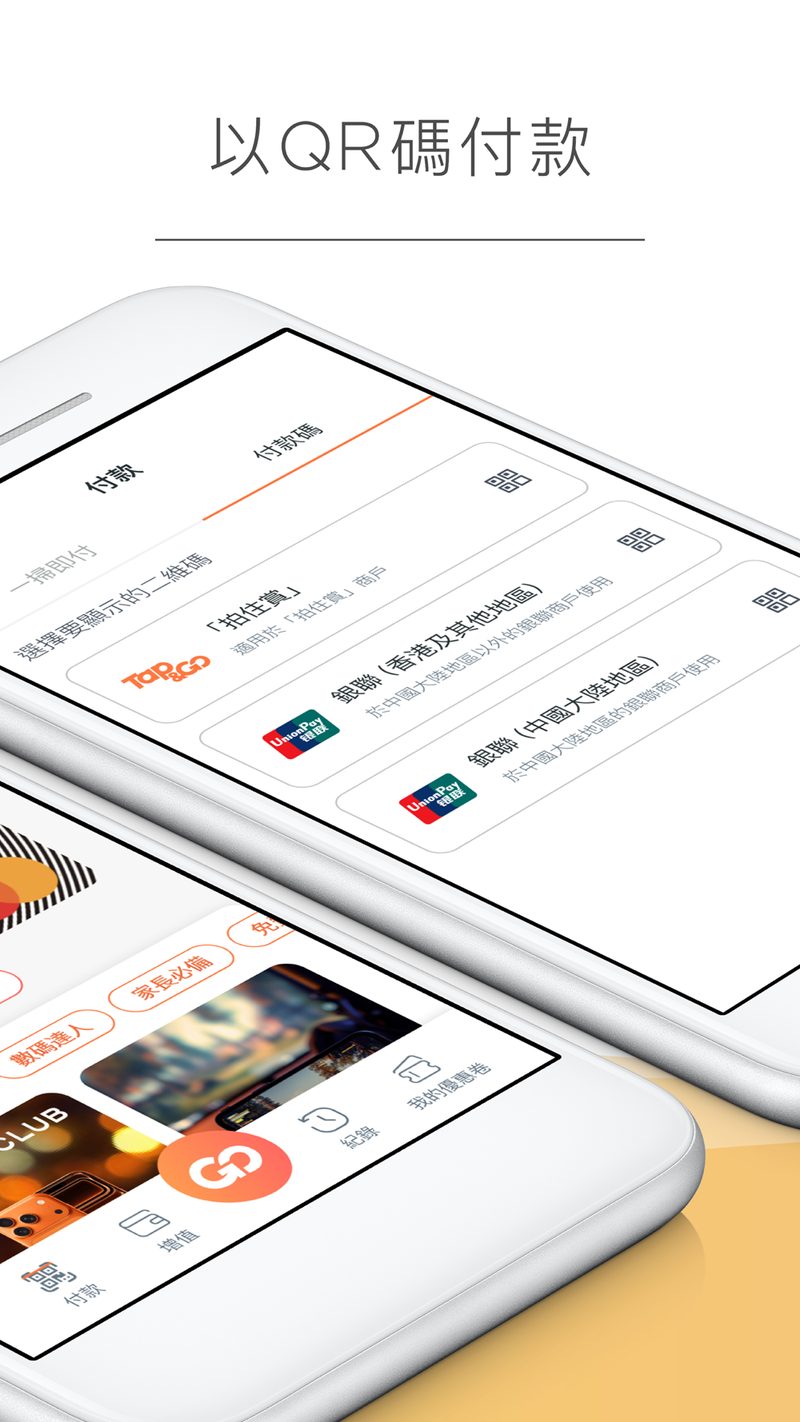 以QR碼付款
付款
一掃即付
付款碼
選擇要顯示的二維碼
Tap&Go
「拍住賞」
適用於「拍住賞」商戶
UnionPay
银联
銀聯 (香港及其他地區)
於中國大陸地區以外的銀聯商戶使用
UnionPay
银联
銀聯 (中國大陸地區)
於中國大陸地區的銀聯商戶使用
數碼達人
家長必備
免
CLUB
付款
增值
GO
紀錄
我的優惠卷